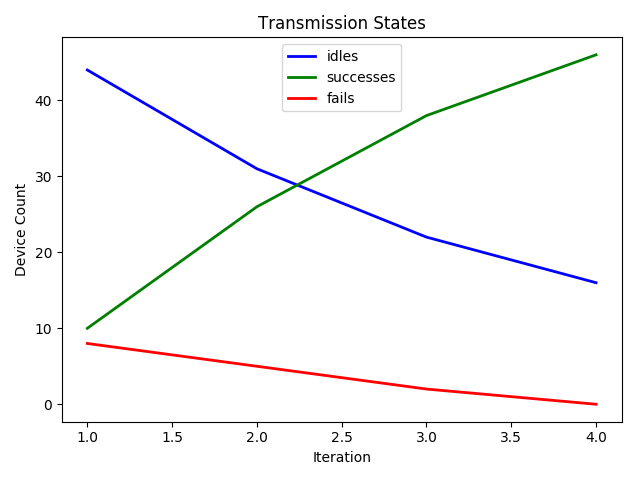 Transmission States
idles
successes
fails
Device Count
40
30
20
10
0
1.0 1.5 2.0 2.5 3.0 3.5 4.0
Iteration